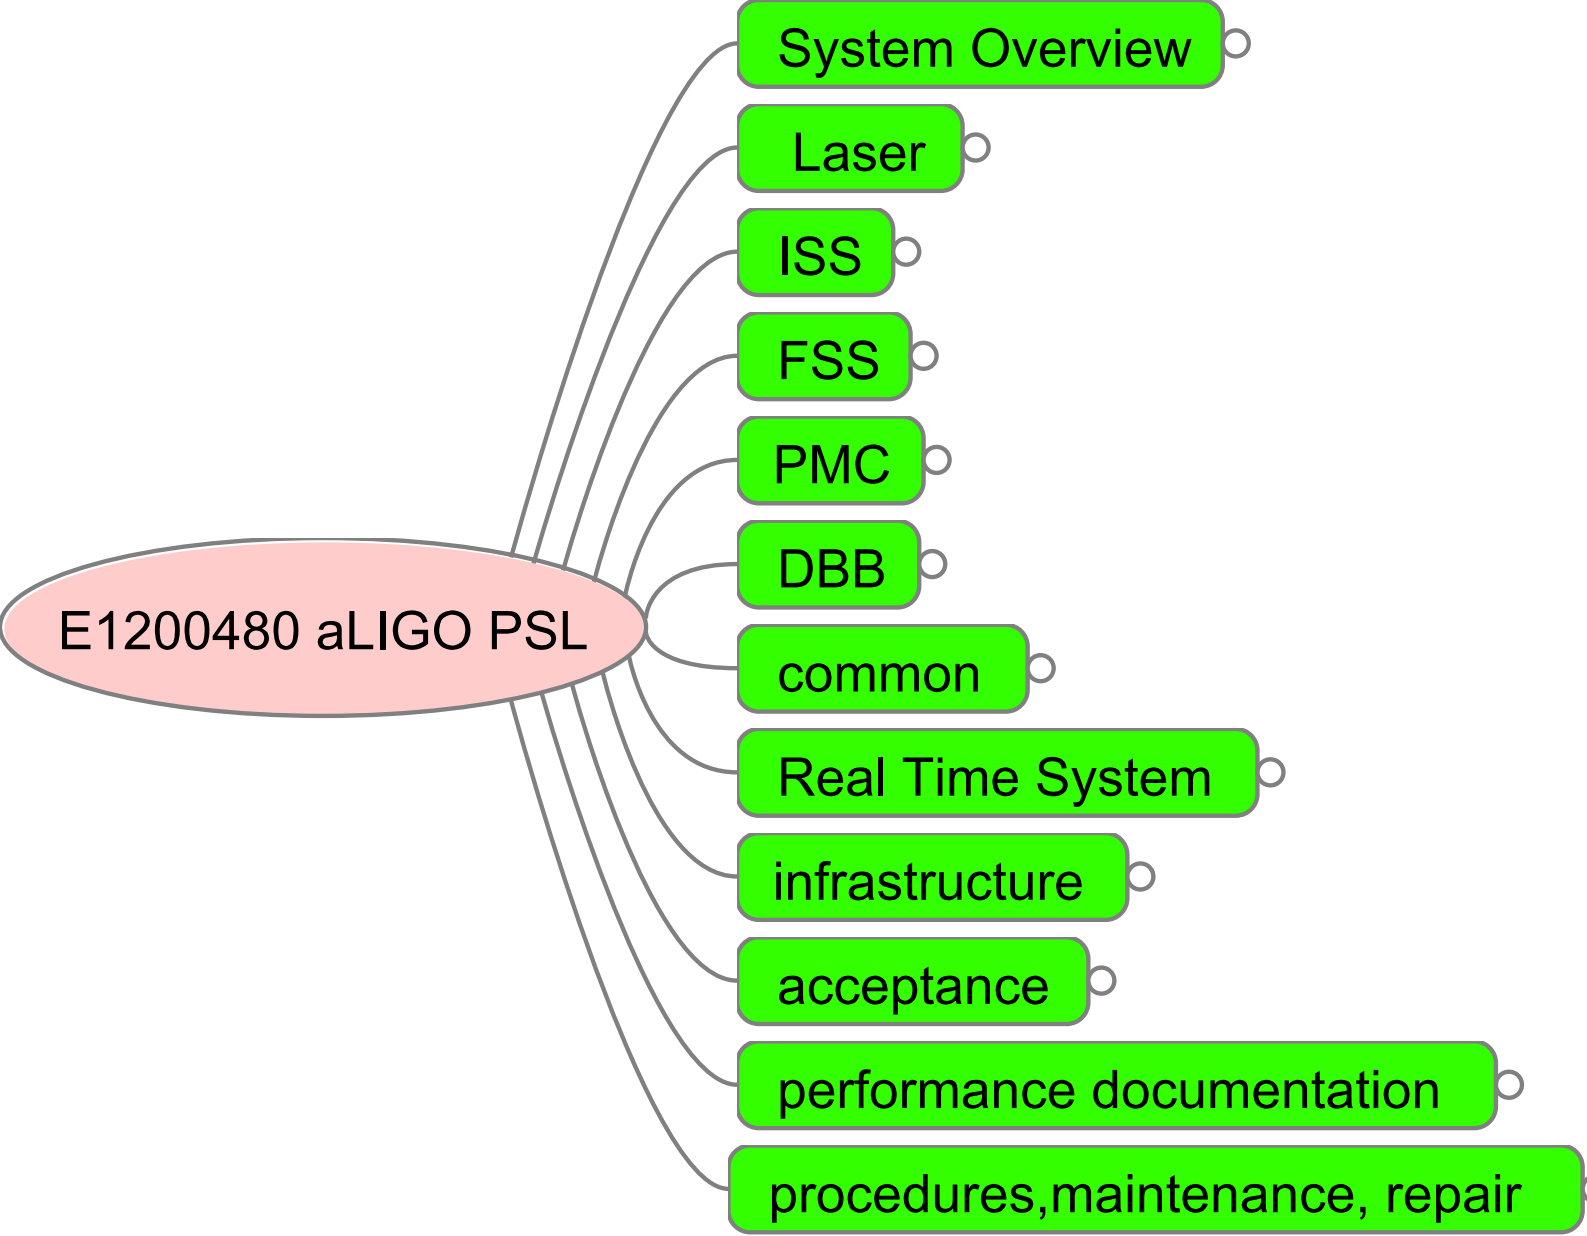 System Overview
Laser
ISS
FSS
PMC
DBB
E1200480 aLIGO PSL
common
Real Time System
infrastructure
acceptance
performance documentation
procedures,maintenance, repair